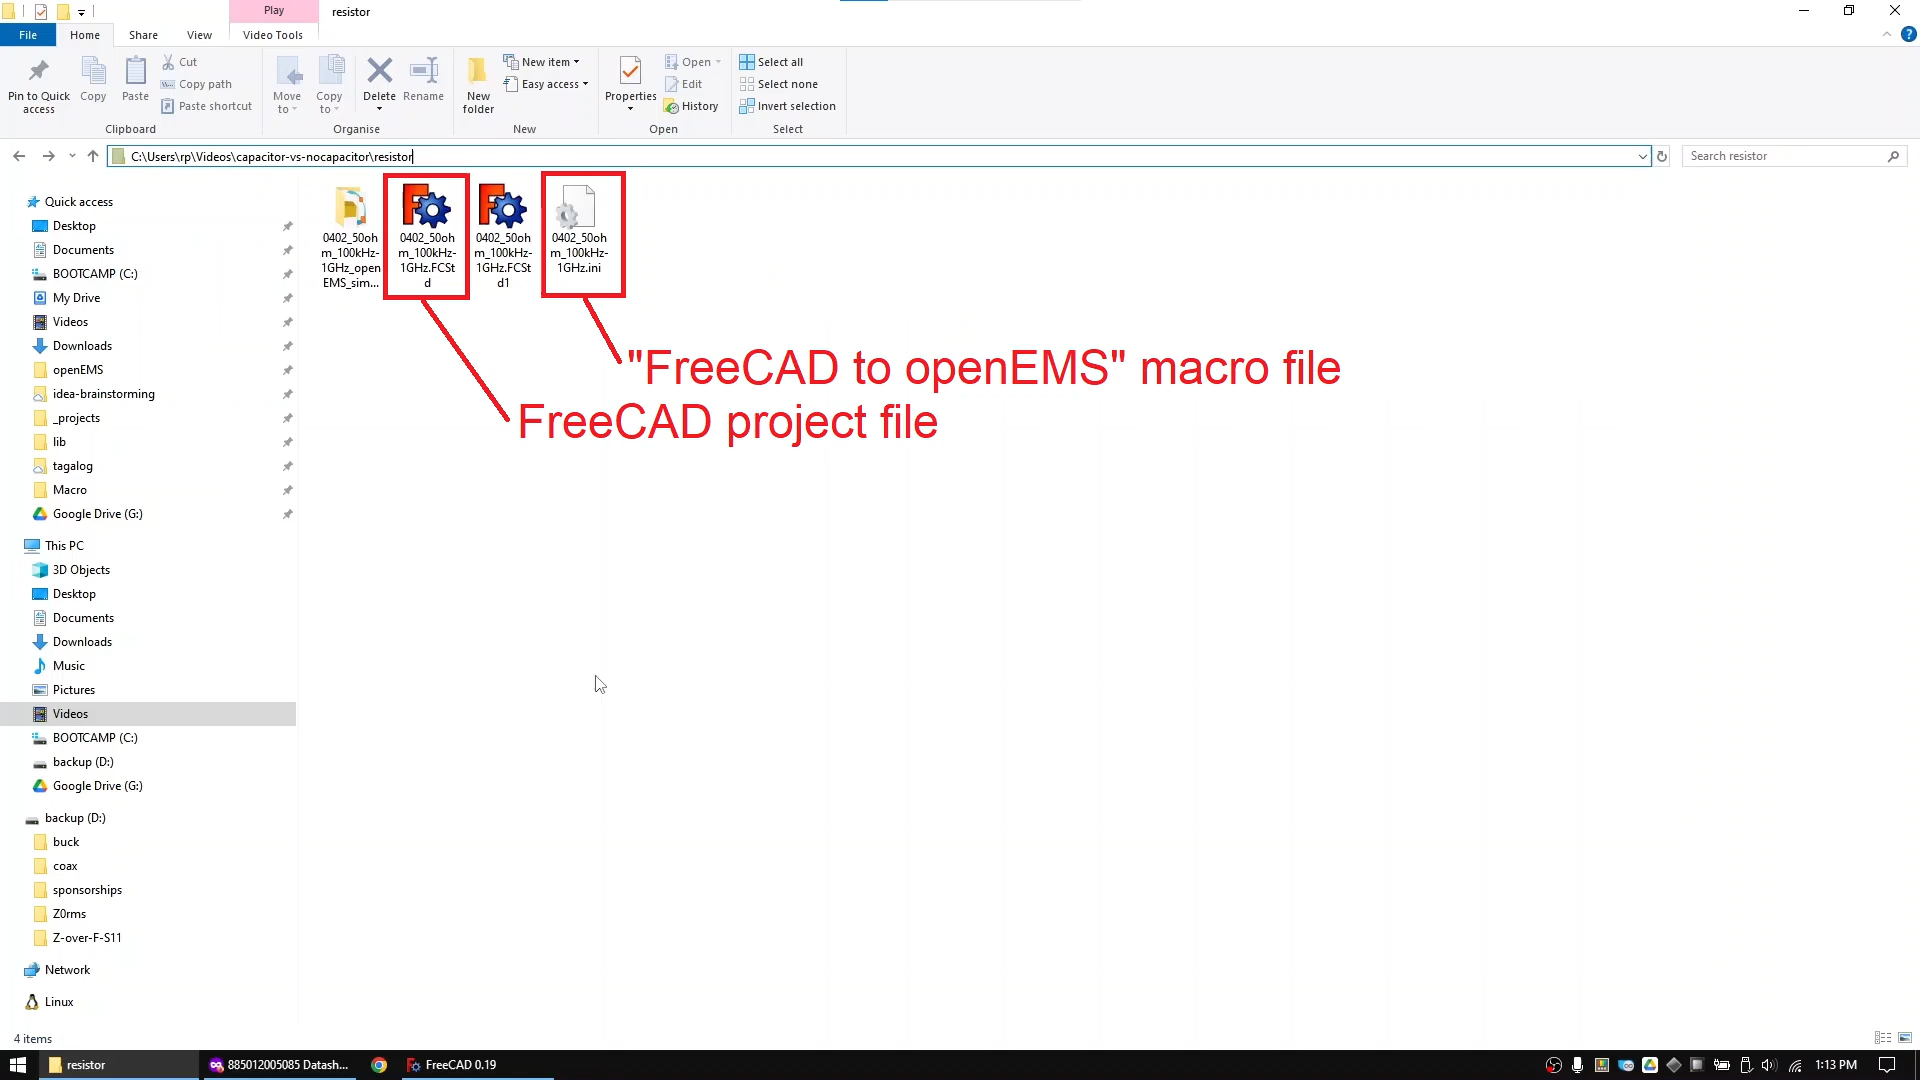 Play
resistor
File
Home
Share
View
Video Tools
Pin to Quick access
Copy
Paste
Cut
Copy path
Paste shortcut
Clipboard
Move to
Copy to
Delete
Rename
Organise
New folder
New item
Easy access
New
Properties
Open
Edit
History
Open
Select all
Select none
Invert selection
Select
C:\Users\rp\Videos\capacitor-vs-nocapacitor\resistor
Search resistor
Quick access
Desktop
Documents
BOOTCAMP (C:)
My Drive
Videos
Downloads
openEMS
idea-brainstorming
_projects
lib
tagalog
Macro
Google Drive (G:)
This PC
3D Objects
Desktop
Documents
Downloads
Music
Pictures
Videos
BOOTCAMP (C:)
backup (D:)
Google Drive (G:)
backup (D:)
buck
coax
sponsorships
Z0rms
Z-over-F-S11
Network
Linux
0402_50oh
m_100kHz-
1GHz_open
EMS_sim...
0402_50oh
m_100kHz-
1GHz.FCSt
d
0402_50oh
m_100kHz-
1GHz.FCSt
d1
0402_50oh
m_100kHz-
1GHz.ini
"FreeCAD to openEMS" macro file
FreeCAD project file
4 items
resistor
885012005085 Datash...
FreeCAD 0.19
1:13 PM